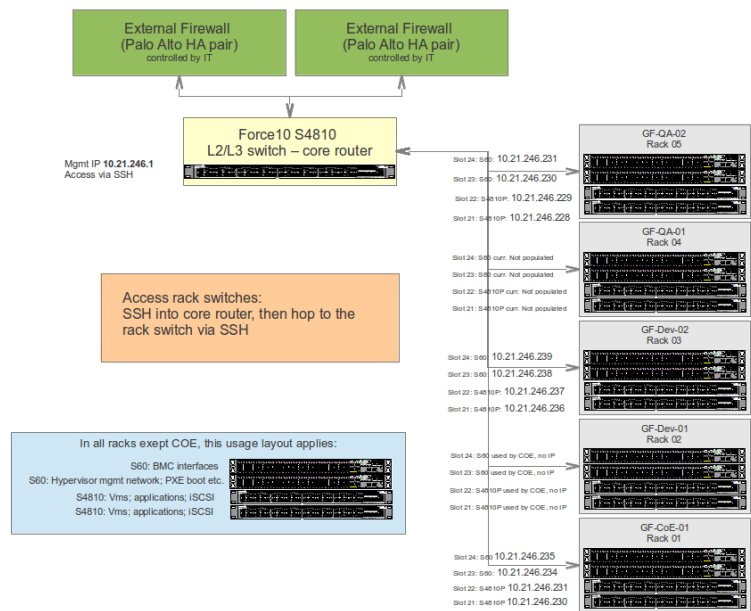 External Firewall
(Palo Alto HA pair)
controlled by IT
External Firewall
(Palo Alto HA pair)
controlled by IT
Force10 S4810
L2/L3 switch – core router
Mgmt IP 10.21.246.1
Access via SSH
GF-QA-02
Rack 05
Slot 24: S60: 10.21.246.231
Slot 23: S60: 10.21.246.230
Slot 22: S4810P: 10.21.246.229
Slot 21: S4810P: 10.21.246.228
GF-QA-01
Rack 04
Slot 24: S60 curr. Not populated
Slot 23: S60 curr. Not populated
Slot 22: S4810P curr. Not populated
Slot 21: S4810P curr. Not populated
Access rack switches:
SSH into core router, then hop to the
rack switch via SSH
GF-Dev-02
Rack 03
Slot 24: S60: 10.21.246.239
Slot 23: S60: 10.21.246.238
Slot 22: S4810P: 10.21.246.237
Slot 21: S4810P: 10.21.246.236
GF-Dev-01
Rack 02
Slot 24: S60 used by COE, no IP
Slot 23: S60 used by COE, no IP
Slot 22: S4810P used by COE, no IP
Slot 21: S4810P used by COE, no IP
In all racks exept COE, this usage layout applies:
S60: BMC interfaces
S60: Hypervisor mgmt network; PXE boot etc.
S4810: Vms; applications; iSCSI
S4810: Vms; applications; iSCSI
GF-CoE-01
Rack 01
Slot 24: S60 10.21.246.235
Slot 23: S60: 10.21.246.234
Slot 22: S4810P 10.21.246.231
Slot 21: S4810P 10.21.246.230